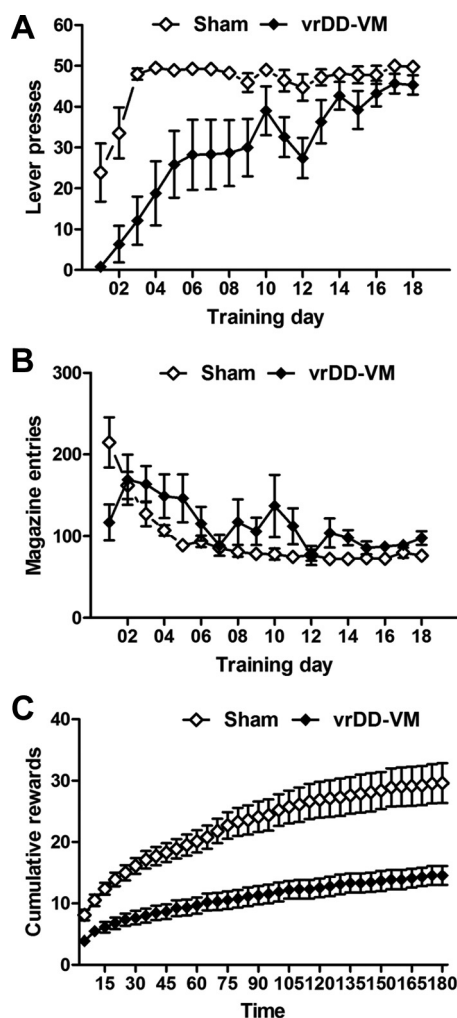 A
Sham
vrDD-VM
Lever presses
60
50
40
30
20
10
0
02 04 06 08 10 12 14 16 18
Training day
B
Sham
vrDD-VM
Magazine entries
300
200
100
0
02 04 06 08 10 12 14 16 18
Training day
C
Sham
vrDD-VM
Cumulative rewards
40
30
20
10
0
15 30 45 60 75 90 105 120 135 150 165 180
Time